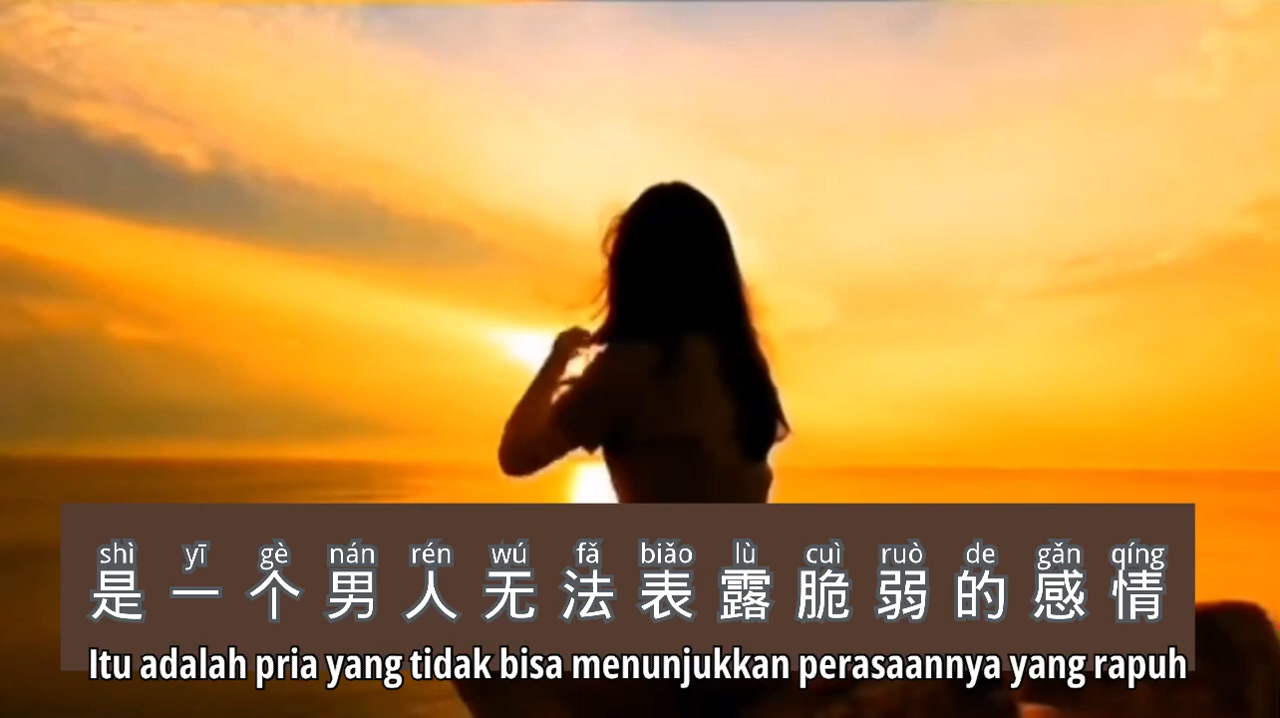 shì yī gè nán rén wú fǎ biǎo lù cuì ruò de gǎn qíng
是一个男人无法表露脆弱的感情
Itu adalah pria yang tidak bisa menunjukkan perasaannya yang rapuh